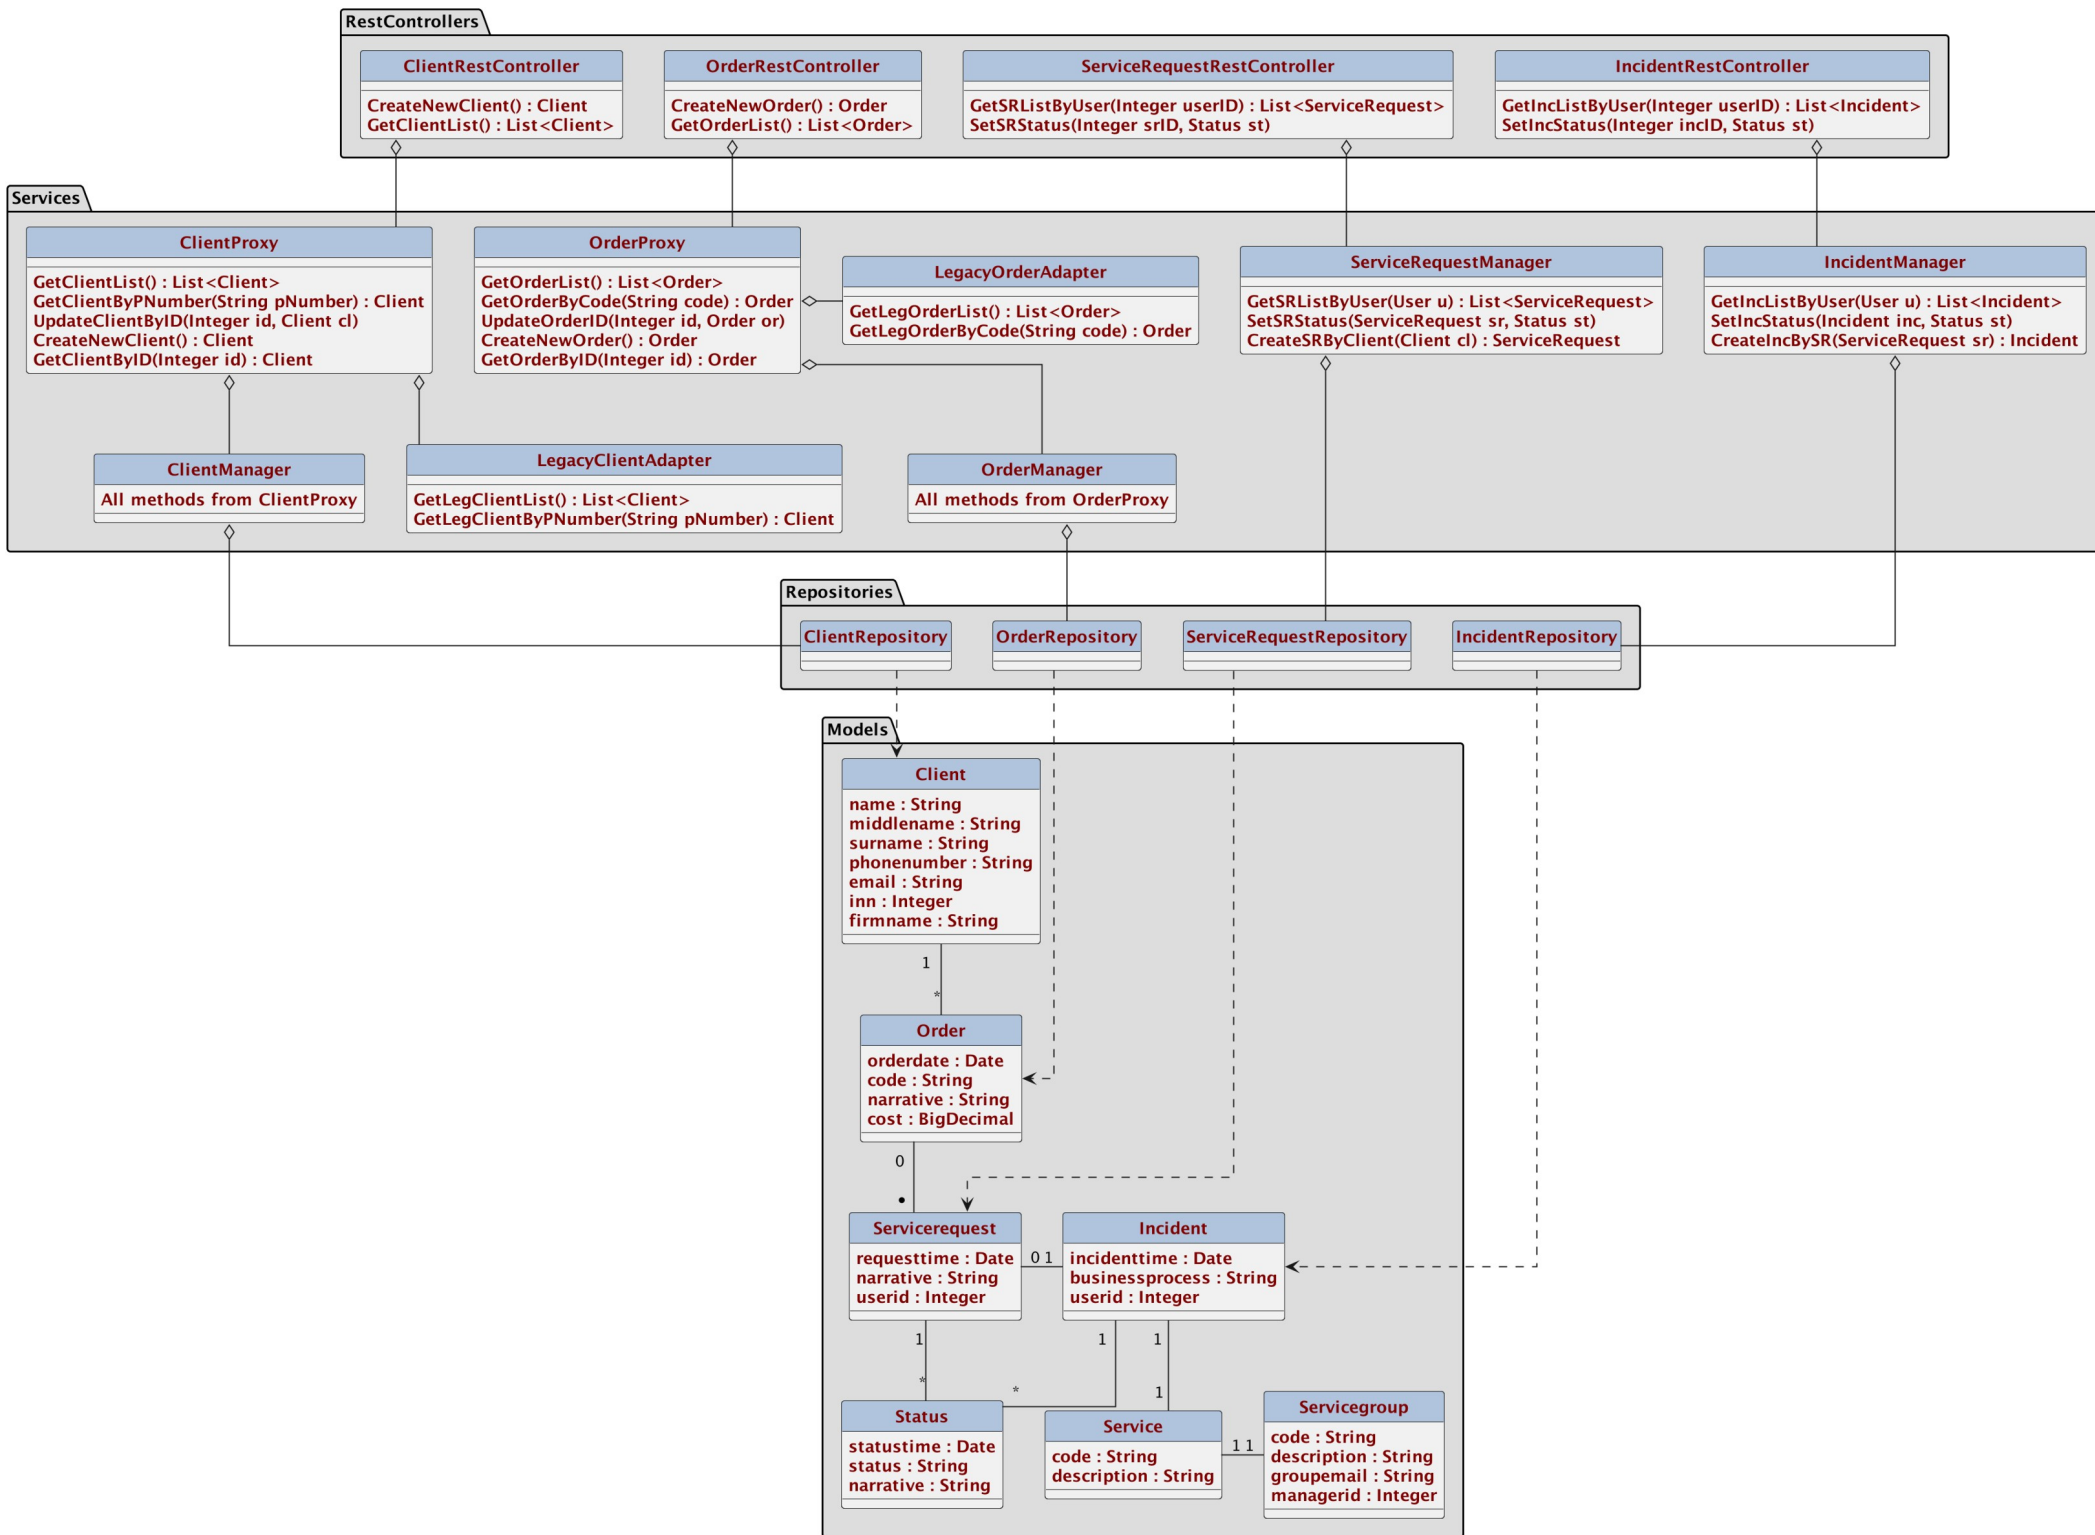 RestControllers
ClientRestController
CreateNewClient() : Client
GetClientList() : List<Client>
OrderRestController
CreateNewOrder() : Order
GetOrderList() : List<Order>
ServiceRequestRestController
GetSRListByUser(Integer userID) : List<ServiceRequest>
SetSRStatus(Integer srID, Status st)
IncidentRestController
GetIncListByUser(Integer userID) : List<Incident>
SetIncStatus(Integer incID, Status st)
Services
ClientProxy
GetClientList() : List<Client>
GetClientByPNumber(String pNumber) : Client
UpdateClientByID(Integer id, Client cl)
CreateNewClient() : Client
GetClientByID(Integer id) : Client
OrderProxy
GetOrderList() : List<Order>
GetOrderByCode(String code) : Order
UpdateOrderID(Integer id, Order or)
CreateNewOrder() : Order
GetOrderByID(Integer id) : Order
LegacyOrderAdapter
GetLegOrderList() : List<Order>
GetLegOrderByCode(String code) : Order
ServiceRequestManager
GetSRListByUser(User u) : List<ServiceRequest>
SetSRStatus(ServiceRequest sr, Status st)
CreateSRByClient(Client cl) : ServiceRequest
IncidentManager
GetIncListByUser(User u) : List<Incident>
SetIncStatus(Incident inc, Status st)
CreateIncBySR(ServiceRequest sr) : Incident
ClientManager
All methods from ClientProxy
LegacyClientAdapter
GetLegClientList() : List<Client>
GetLegClientByPNumber(String pNumber) : Client
OrderManager
All methods from OrderProxy
Repositories
ClientRepository
OrderRepository
ServiceRequestRepository
IncidentRepository
Models
Client
name : String
middlename : String
surname : String
phonenumber : String
email : String
inn : Integer
firmname : String
1
*
Order
orderdate : Date
code : String
narrative : String
cost : BigDecimal
0
•
Servicerequest
requesttime : Date
narrative : String
userid : Integer
0 1
Incident
incidenttime : Date
businessprocess : String
userid : Integer
1
*
1
*
1
1
Status
statustime : Date
status : String
narrative : String
Service
code : String
description : String
1 1
Servicegroup
code : String
description : String
groupemail : String
managerid : Integer